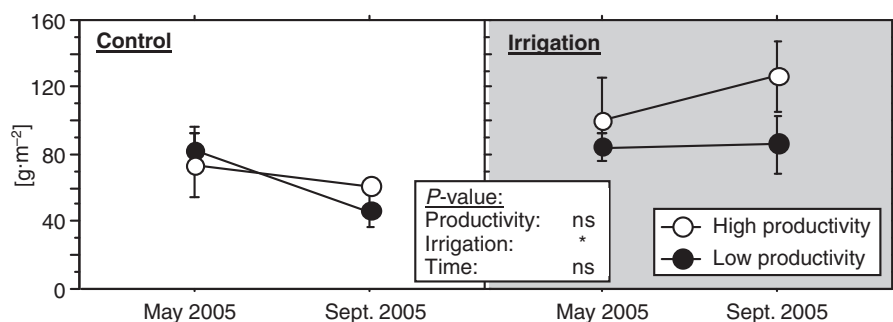 160
120
80
40
0
[g·m⁻²]
Control
Irrigation
P-value:
Productivity: ns
Irrigation: *
Time: ns
High productivity
Low productivity
May 2005
Sept. 2005
May 2005
Sept. 2005